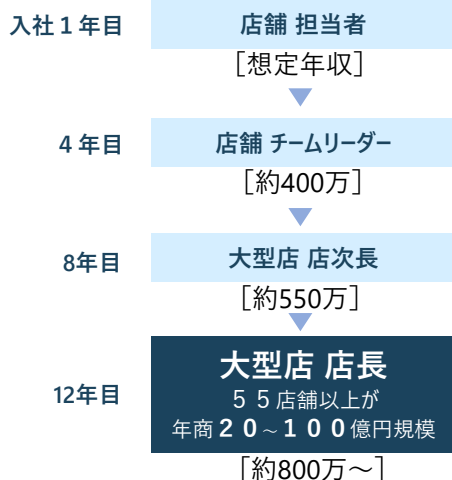 入社１年目
店舗 担当者
［想定年収］
４年目
店舗 チームリーダー
［約400万］
8年目
大型店 店次長
［約550万］
12年目
大型店 店長
５５店舗以上が
年商２０～１００億円規模
［約800万～］